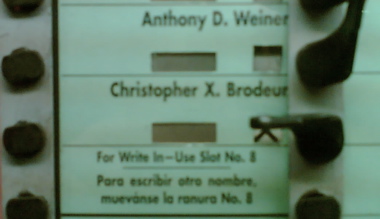 Anthony D. Weiner
Christopher X. Brodeur
For Write In-Use Slot No. 8
Para escribir otro nombre,
muevánse la ranura No. 8